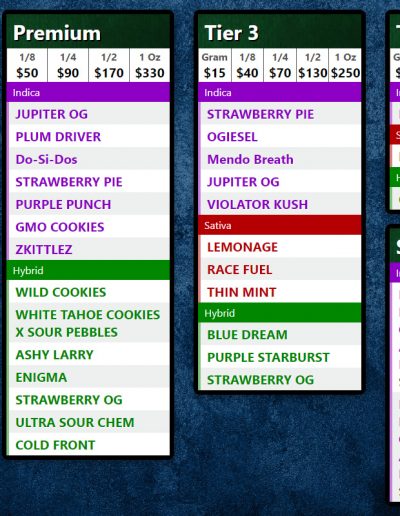 Premium
1/8 1/4 1/2 1 Oz
$50 $90 $170 $330
Indica
JUPITER OG
PLUM DRIVER
Do-Si-Dos
STRAWBERRY PIE
PURPLE PUNCH
GMO COOKIES
ZKITTLEZ
Hybrid
WILD COOKIES
WHITE TAHOE COOKIES
X SOUR PEBBLES
ASHY LARRY
ENIGMA
STRAWBERRY OG
ULTRA SOUR CHEM
COLD FRONT
Tier 3
Gram 1/8 1/4 1/2 1 Oz
$15 $40 $70 $130 $250
Indica
STRAWBERRY PIE
OGIESEL
Mendo Breath
JUPITER OG
VIOLATOR KUSH
Sativa
LEMONAGE
RACE FUEL
THIN MINT
Hybrid
BLUE DREAM
PURPLE STARBURST
STRAWBERRY OG